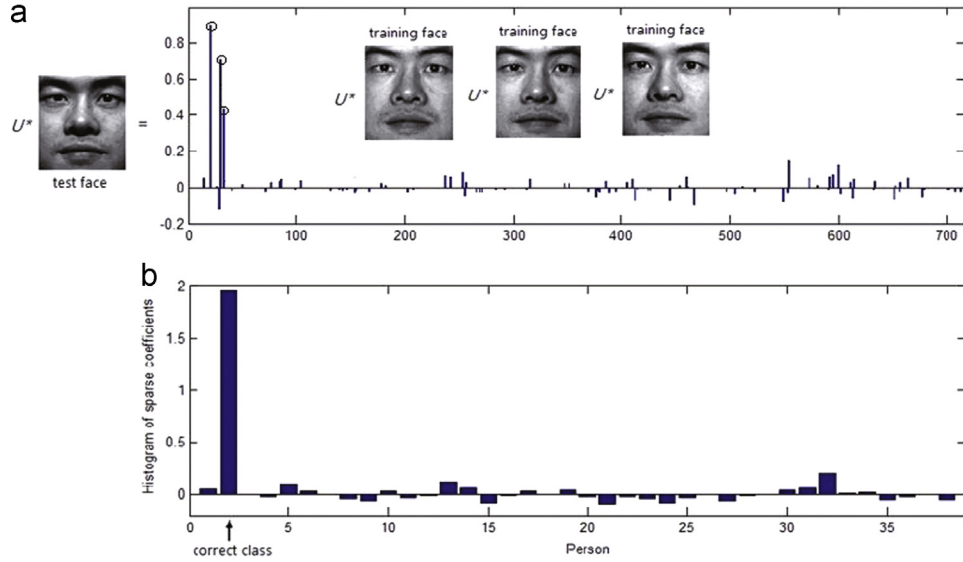 a
0.8
0.6
0.4
0.2
0
-0.2
0 100 200 300 400 500 600 700
training face
training face
training face
U* U* U*
U* =
test face
b
Histogram of sparse coefficients
2
1.5
1
0.5
0
0 5 10 15 20 25 30 35
correct class
Person